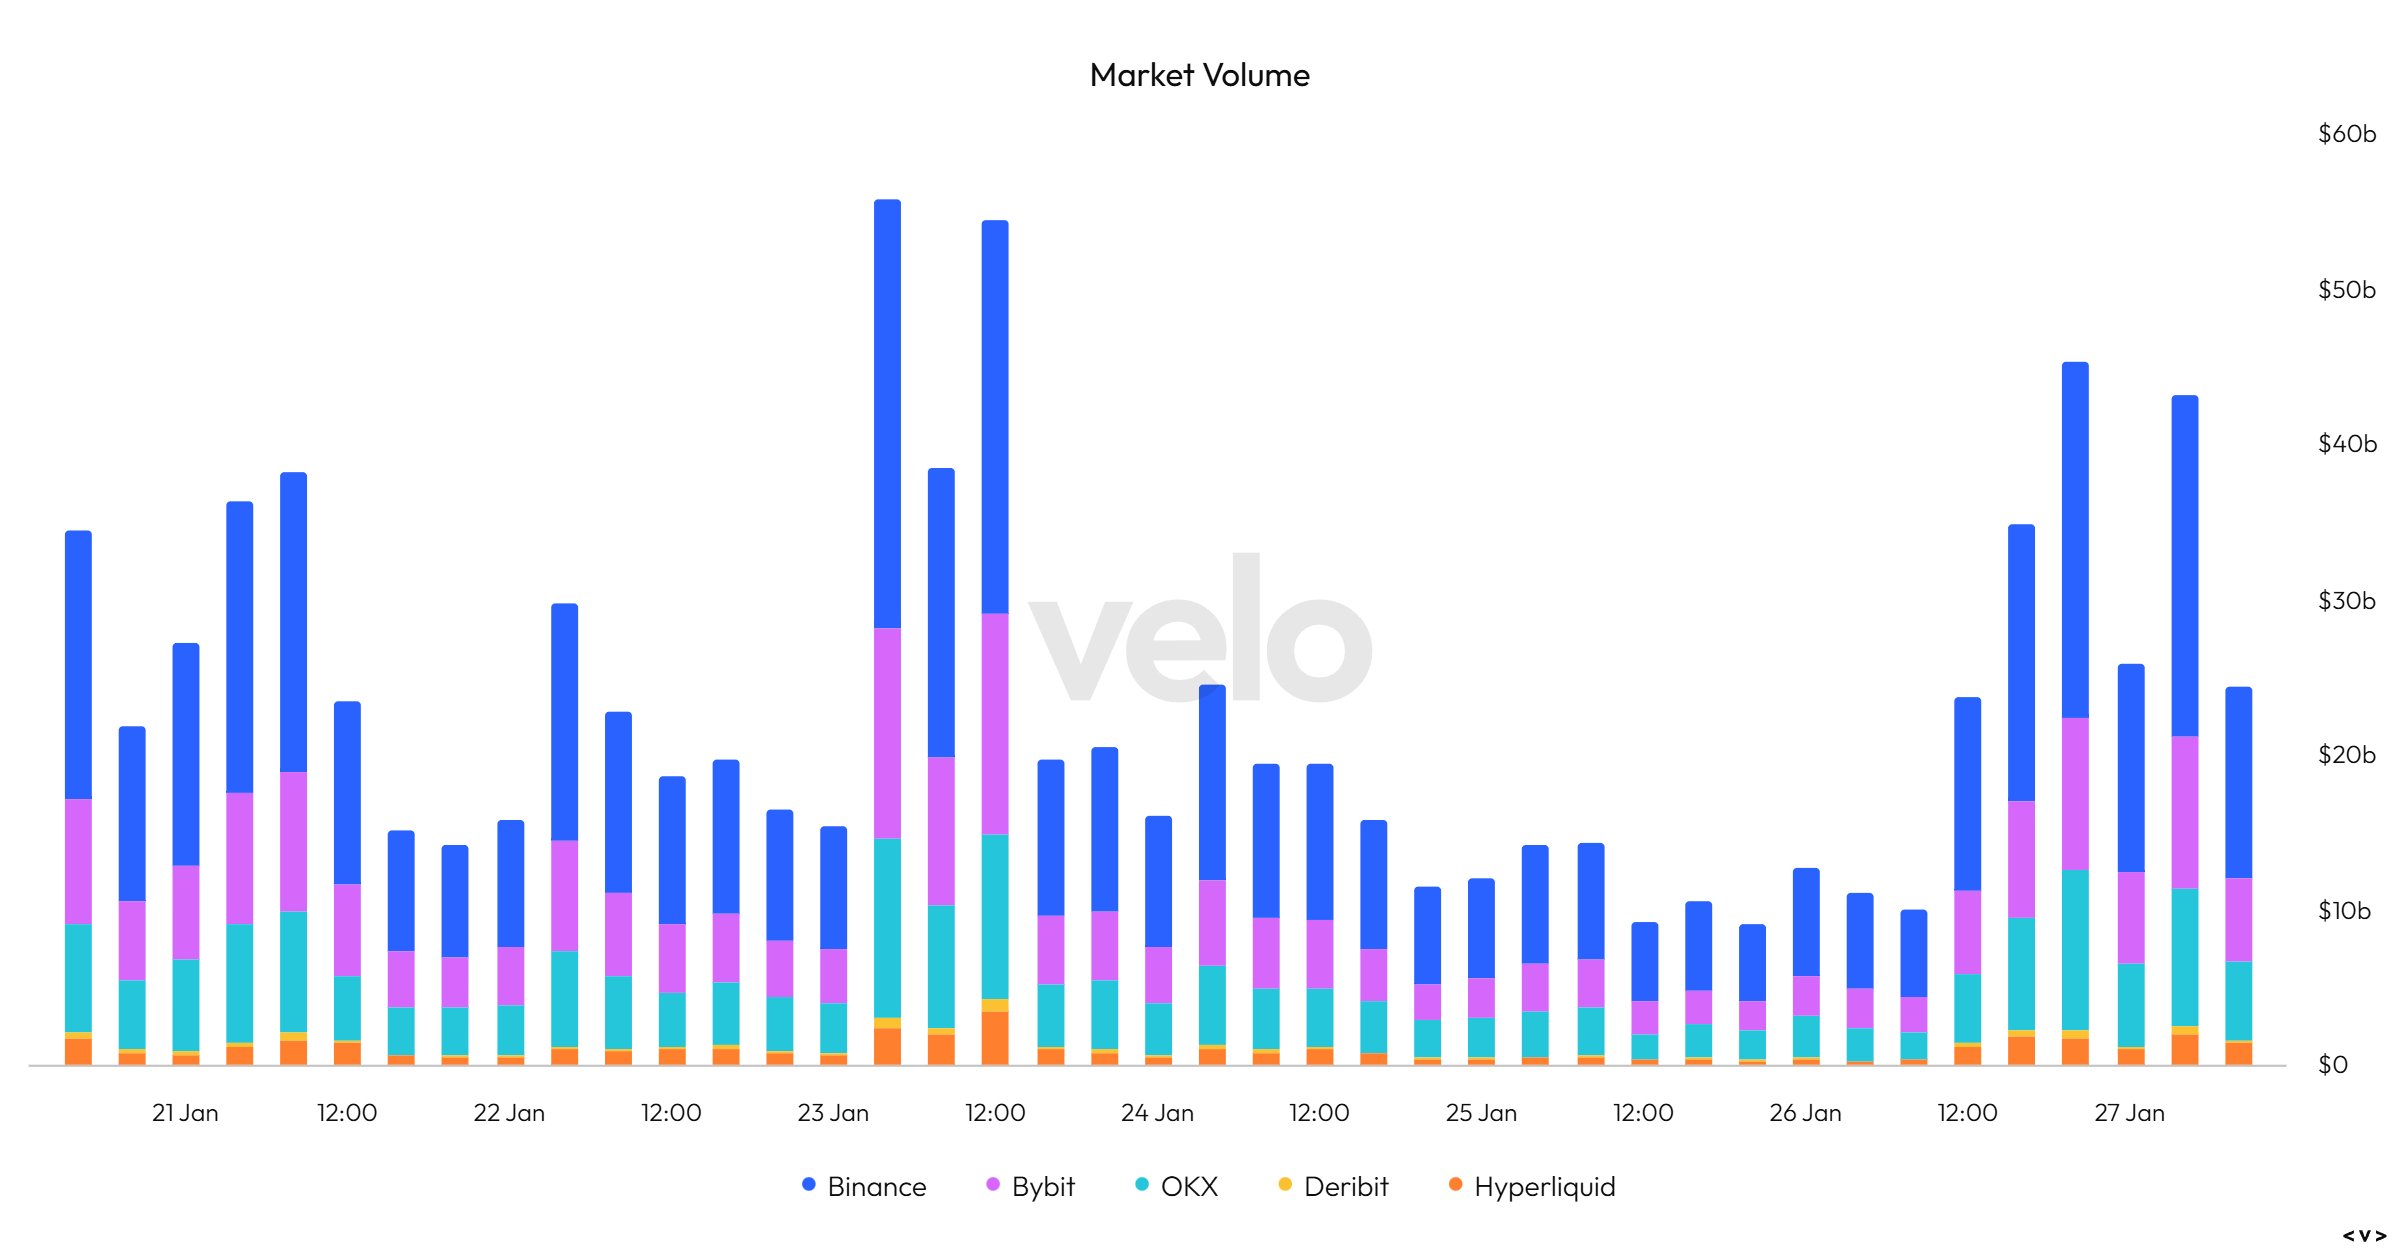 Market Volume
$60b
$50b
$40b
$30b
$20b
$10b
$0
velo
21 Jan 12:00 22 Jan 12:00 23 Jan 12:00 24 Jan 12:00 25 Jan 12:00 26 Jan 12:00 27 Jan
Binance Bybit OKX Deribit Hyperliquid
<v>